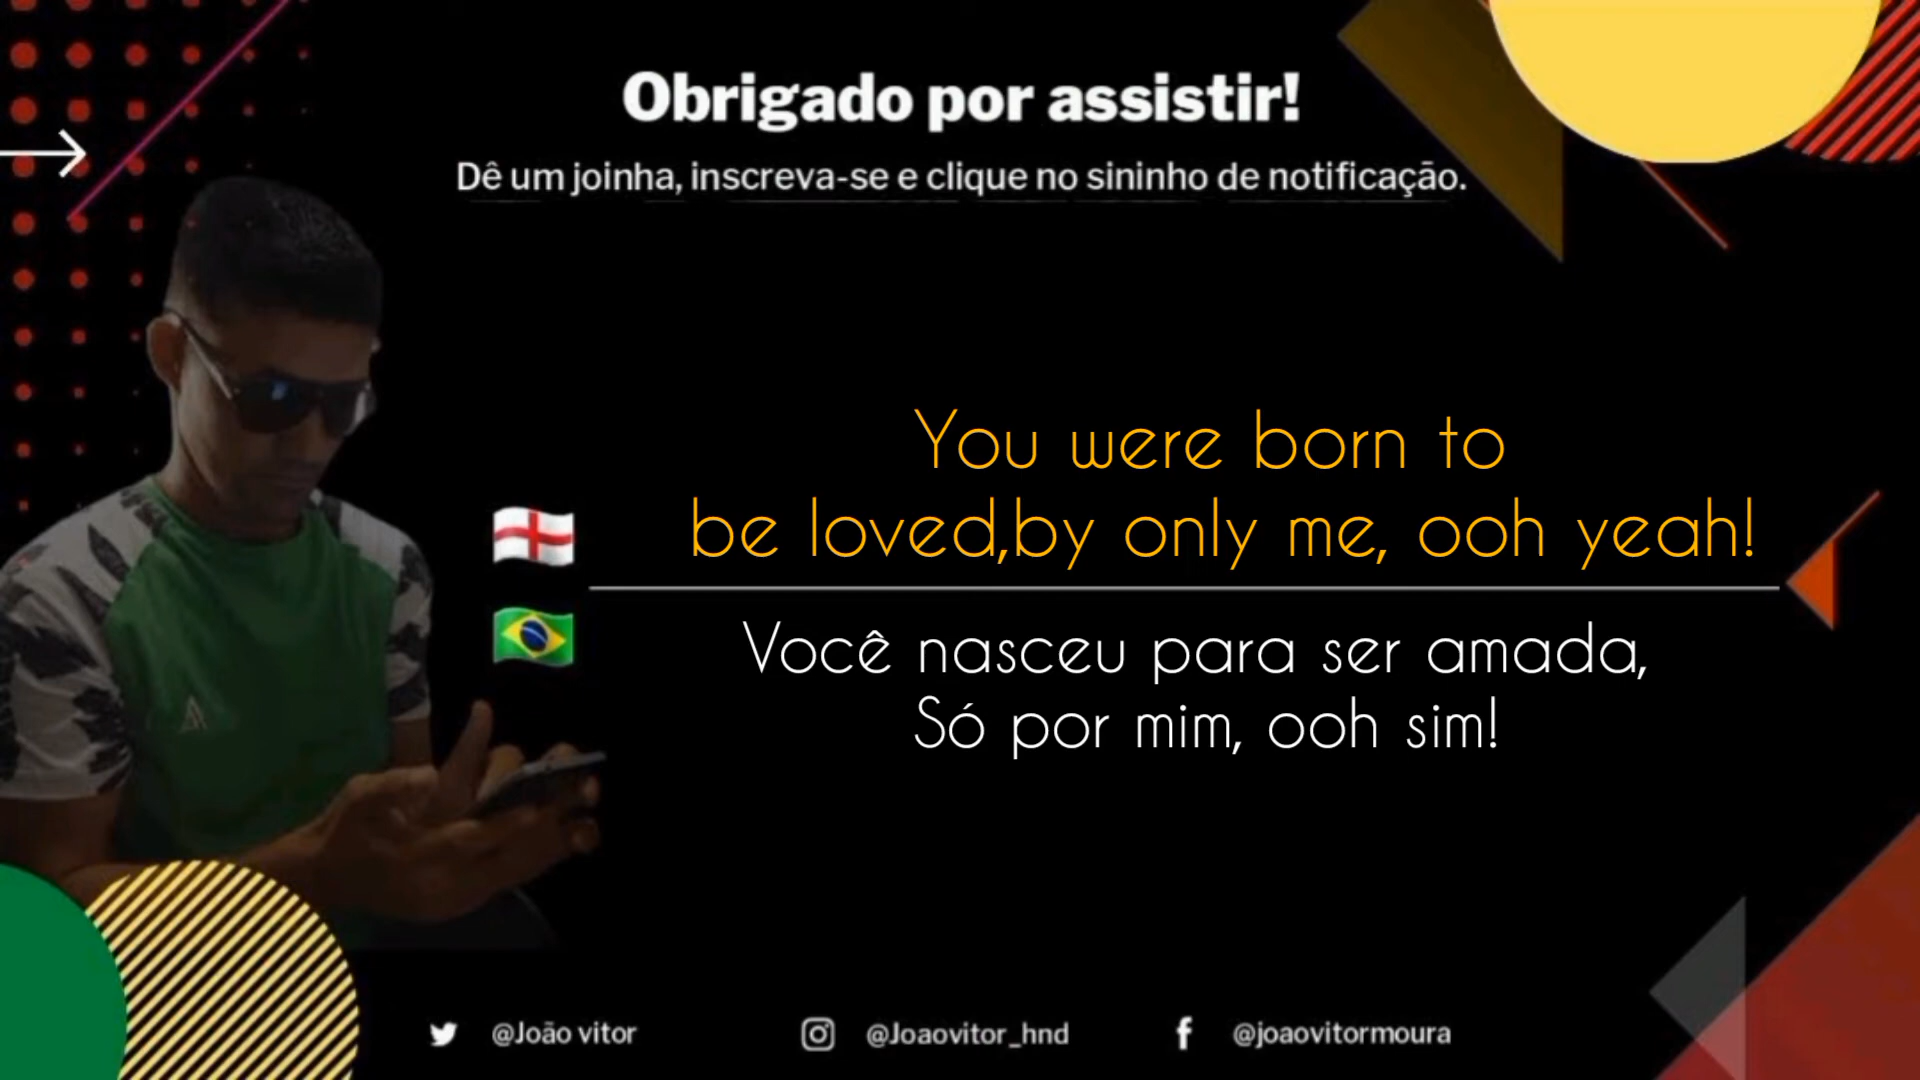 Obrigado por assistir!
Dê um joinha, inscreva-se e clique no sininho de notificação.
You were born to
be loved,by only me, ooh yeah!
Você nasceu para ser amada,
Só por mim, ooh sim!
@João vitor
@Joaovitor_hnd
@joaovitormoura